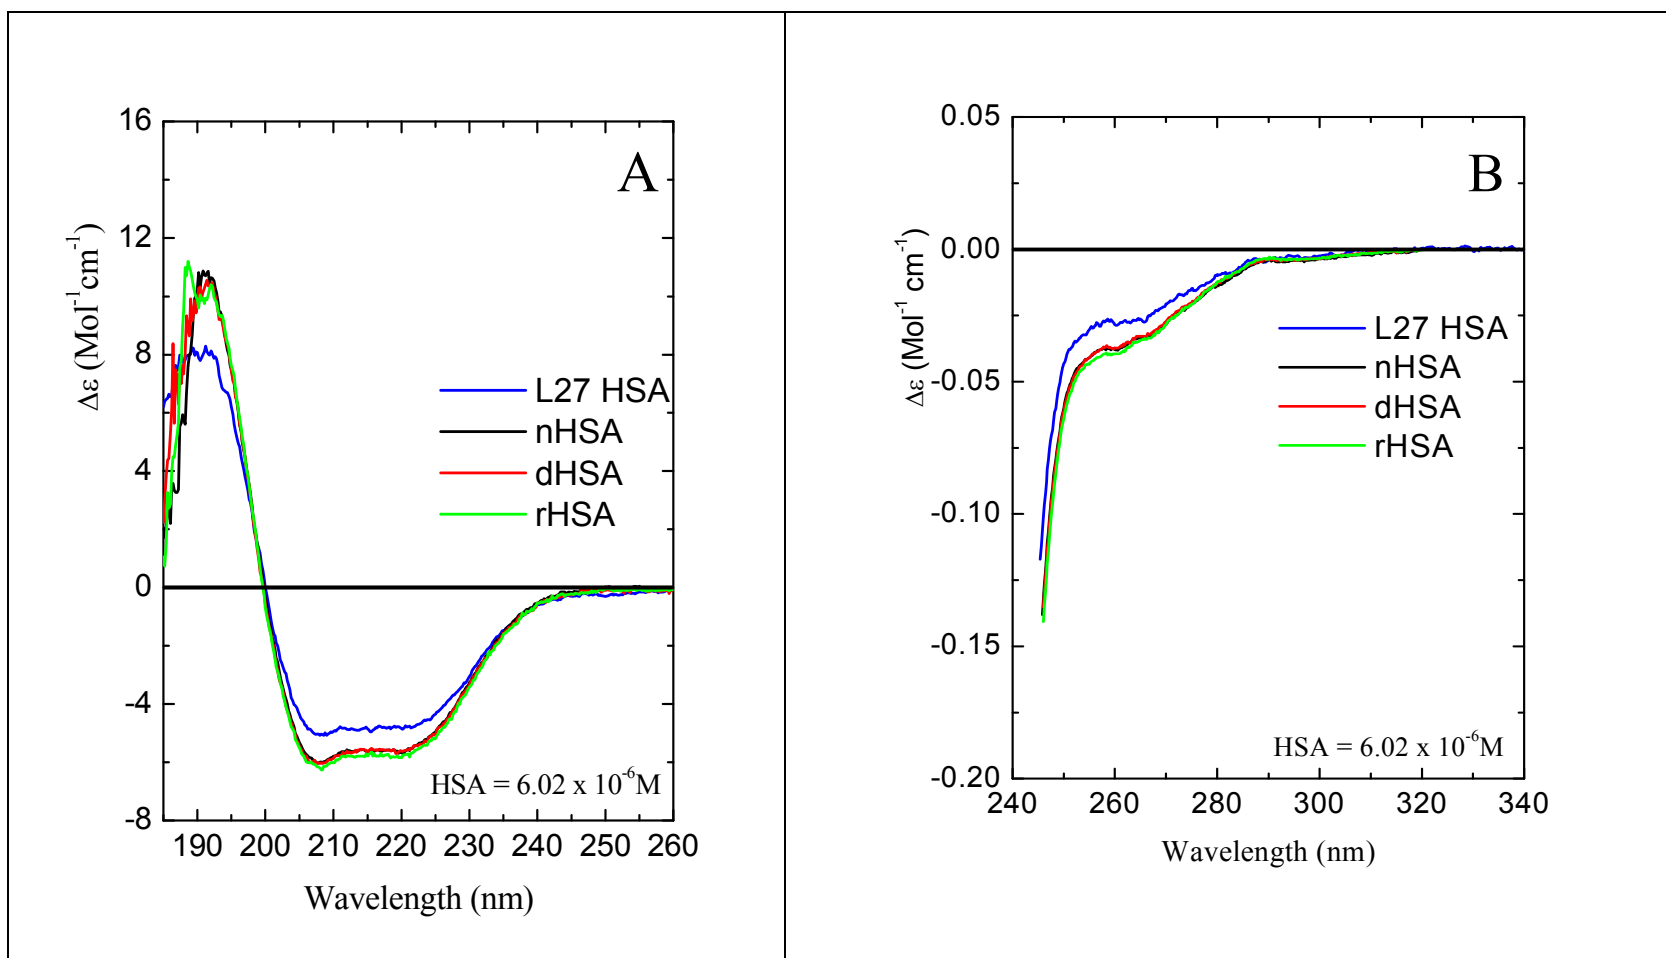 A
Δε (Mol⁻¹cm⁻¹)
16
12
8
4
0
-4
-8
L27 HSA
nHSA
dHSA
rHSA
HSA = 6.02 x 10⁻⁶M
190 200 210 220 230 240 250 260
Wavelength (nm)
B
Δε (Mol⁻¹ cm⁻¹)
0.05
0.00
-0.05
-0.10
-0.15
-0.20
L27 HSA
nHSA
dHSA
rHSA
HSA = 6.02 x 10⁻⁶M
240 260 280 300 320 340
Wavelength (nm)